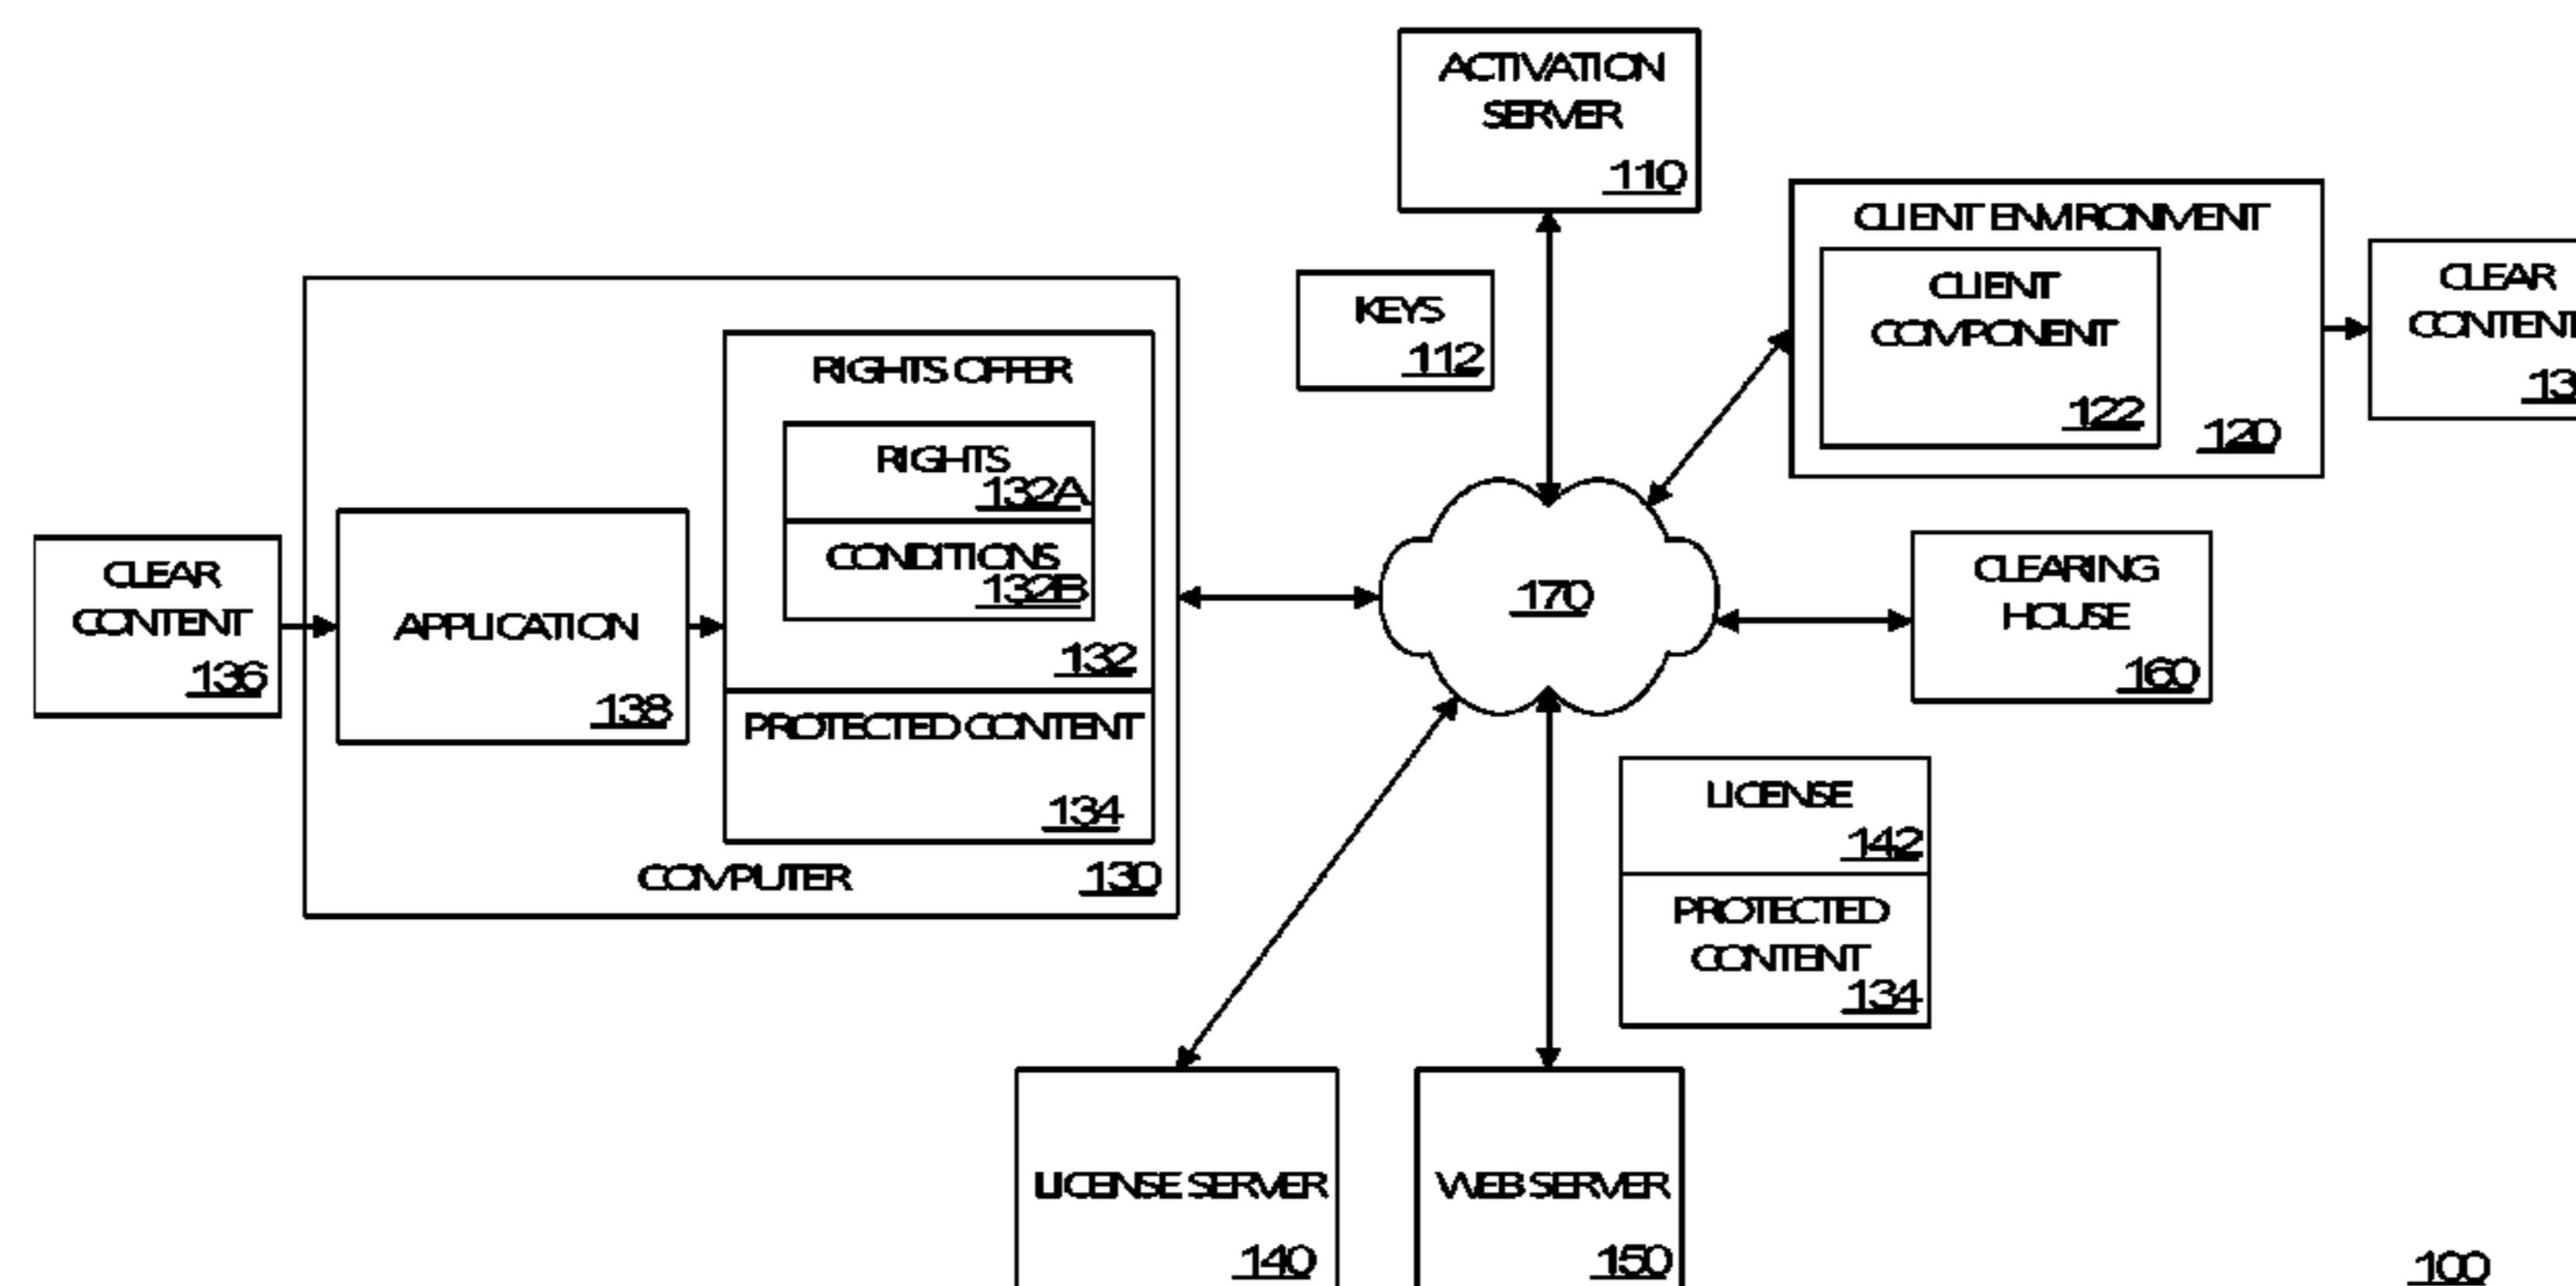 ACTIVATION
SERVER
110
KEYS
112
CLIENT ENVIRONMENT
CLIENT
COMPONENT
122
120
CLEAR
RIGHTS OFFER
RIGHTS
132A
CONDITIONS
132B
132
PROTECTED CONTENT
134
CLEAR
CONTENT
136
APPLICATION
138
COMPUTER
130
170
CLEARING
HOUSE
160
LICENSE
142
PROTECTED
CONTENT
134
LICENSE SERVER
140
WEB SERVER
150
100